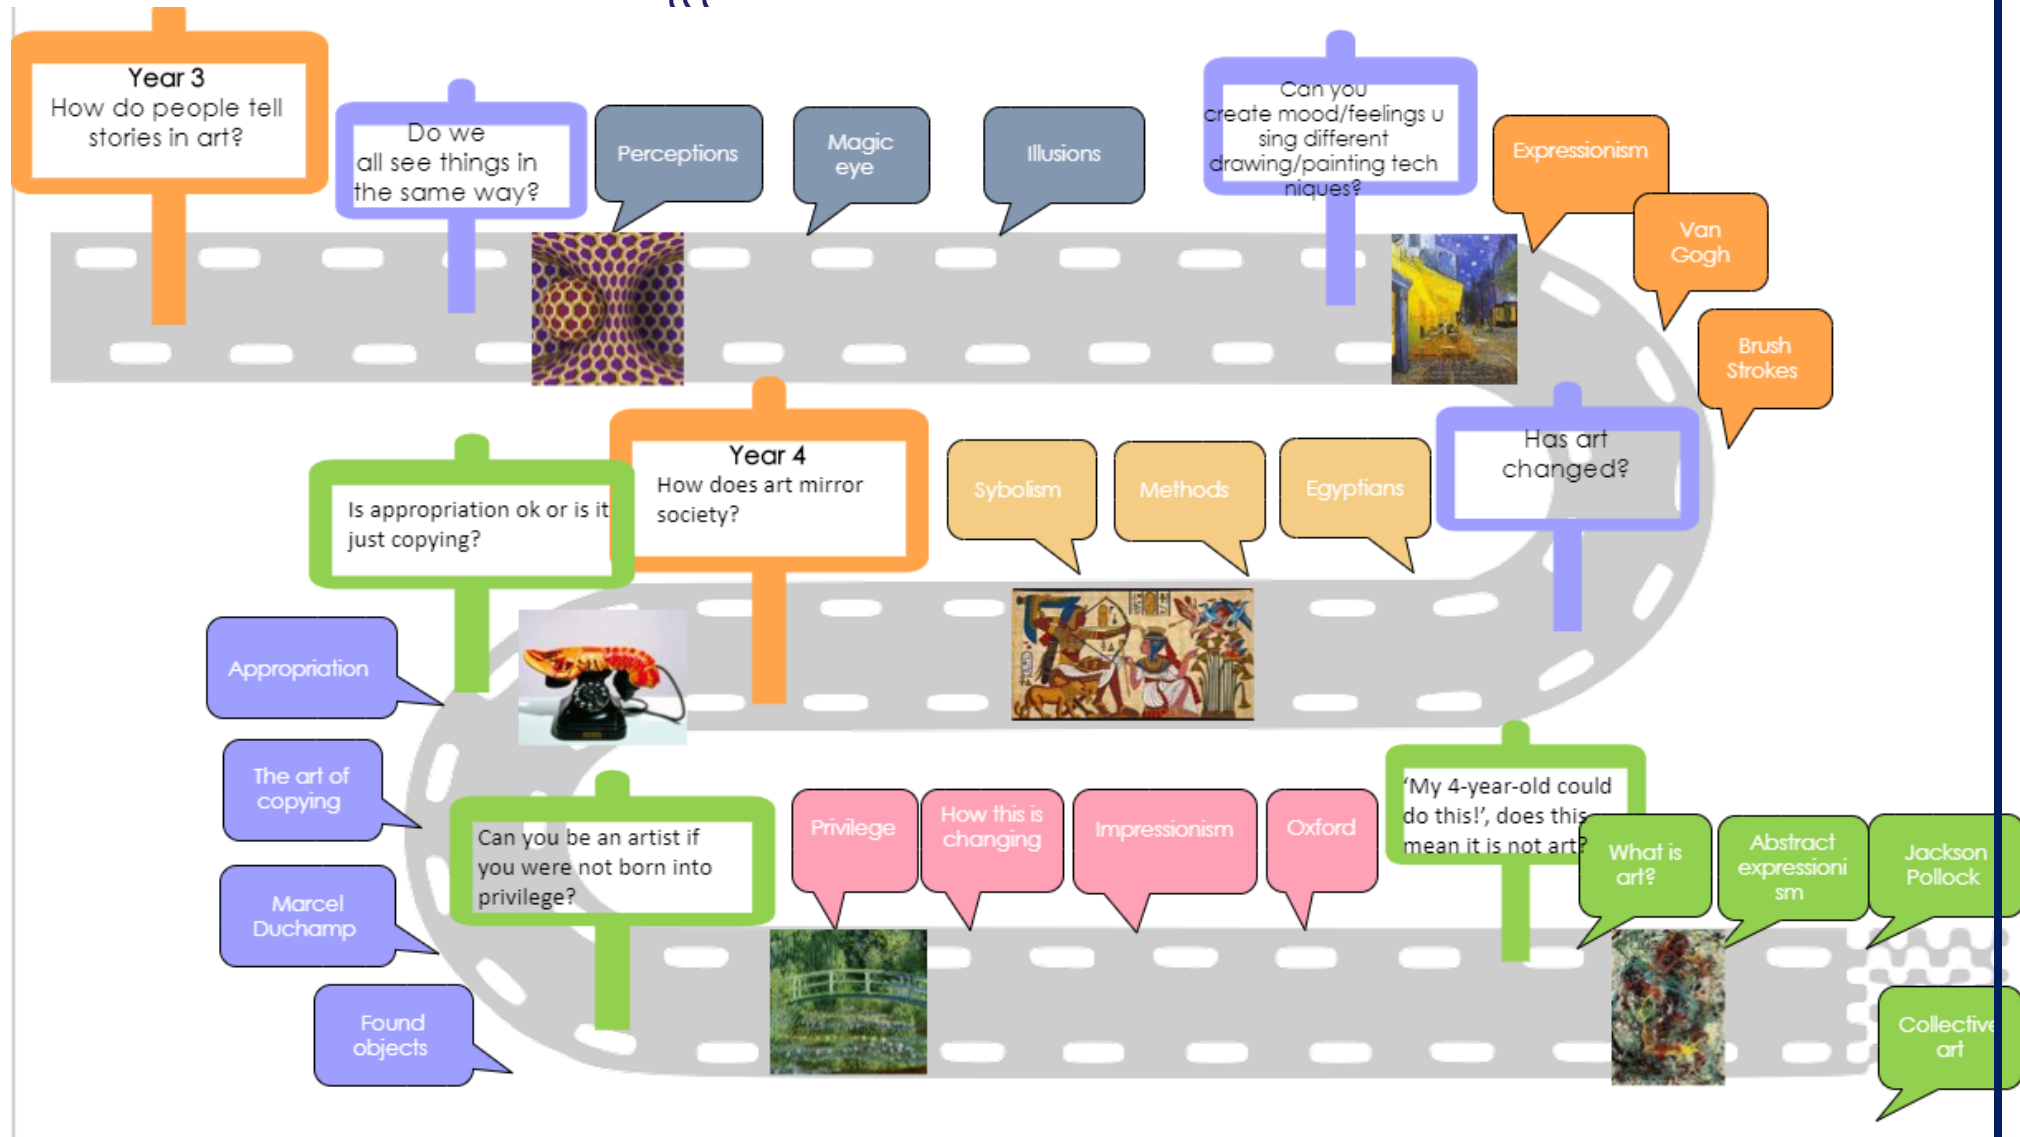 Year 3
How do people tell
stories in art?
Do we
all see things in
the same way?
Perceptions
Magic
eye
Illusions
Can you
create mood/feelings u
sing different
drawing/painting tech
niques?
Expressionism
Van
Gogh
Brush
Strokes
Has art
changed?
Egyptians
Methods
Sybolism
Year 4
How does art mirror
society?
Is appropriation ok or is it
just copying?
Appropriation
The art of
copying
Marcel
Duchamp
Found
objects
Can you be an artist if
you were not born into
privilege?
Privilege
How this is
changing
Impressionism
Oxford
‘My 4-year-old could
do this!’, does this
mean it is not art?
What is
art?
Abstract
expressioni
sm
Jackson
Pollock
Collective
art